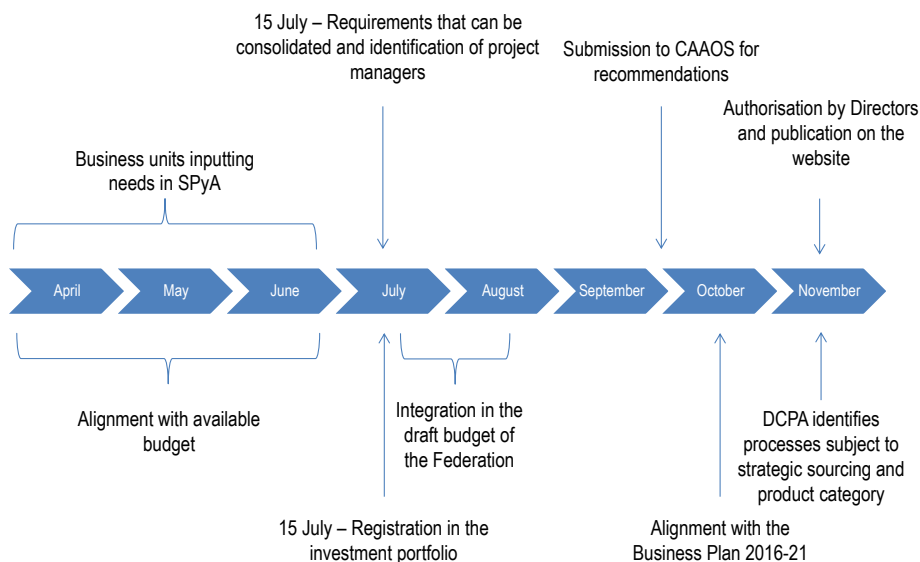 15 July – Requirements that can be
consolidated and identification of project
managers
Submission to CAAOS for
recommendations
Authorisation by Directors
and publication on the
website
Business units inputting
needs in SPyA
April
May
June
July
August
September
October
November
Alignment with available
budget
Integration in the
draft budget of
the Federation
DCPA identifies
processes subject to
strategic sourcing and
product category
15 July – Registration in the
investment portfolio
Alignment with the
Business Plan 2016-21